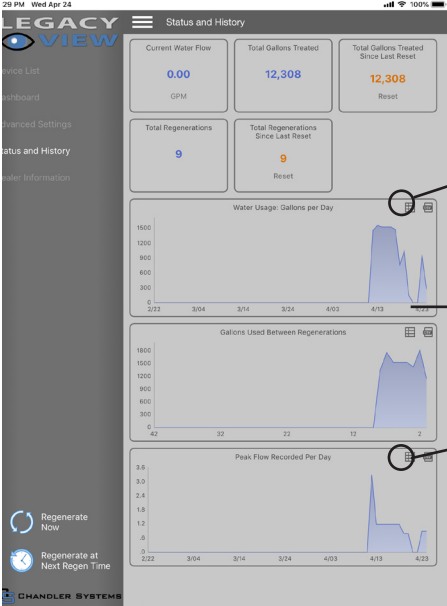 29 PM Wed Apr 24
100%
LEGACY
VIEW
evice List
ashboard
dvanced Settings
tatus and History
ealer Information
Regenerate
Now
Regenerate at
Next Regen Time
CHANDLER SYSTEMS
Status and History
Current Water Flow
0.00
GPM
Total Gallons Treated
12,308
Total Gallons Treated
Since Last Reset
12,308
Reset
Total Regenerations
9
Total Regenerations
Since Last Reset
9
Reset
Water Usage: Gallons per Day
1500
1200
900
600
300
0
2/22 3/04 3/14 3/24 4/03 4/13 4/23
Gallons Used Between Regenerations
1800
1500
1200
900
600
300
0
42 32 22 12 2
Peak Flow Recorded Per Day
3.6
3.0
2.4
1.8
1.2
.6
0
2/22 3/04 3/14 3/24 4/03 4/13 4/23